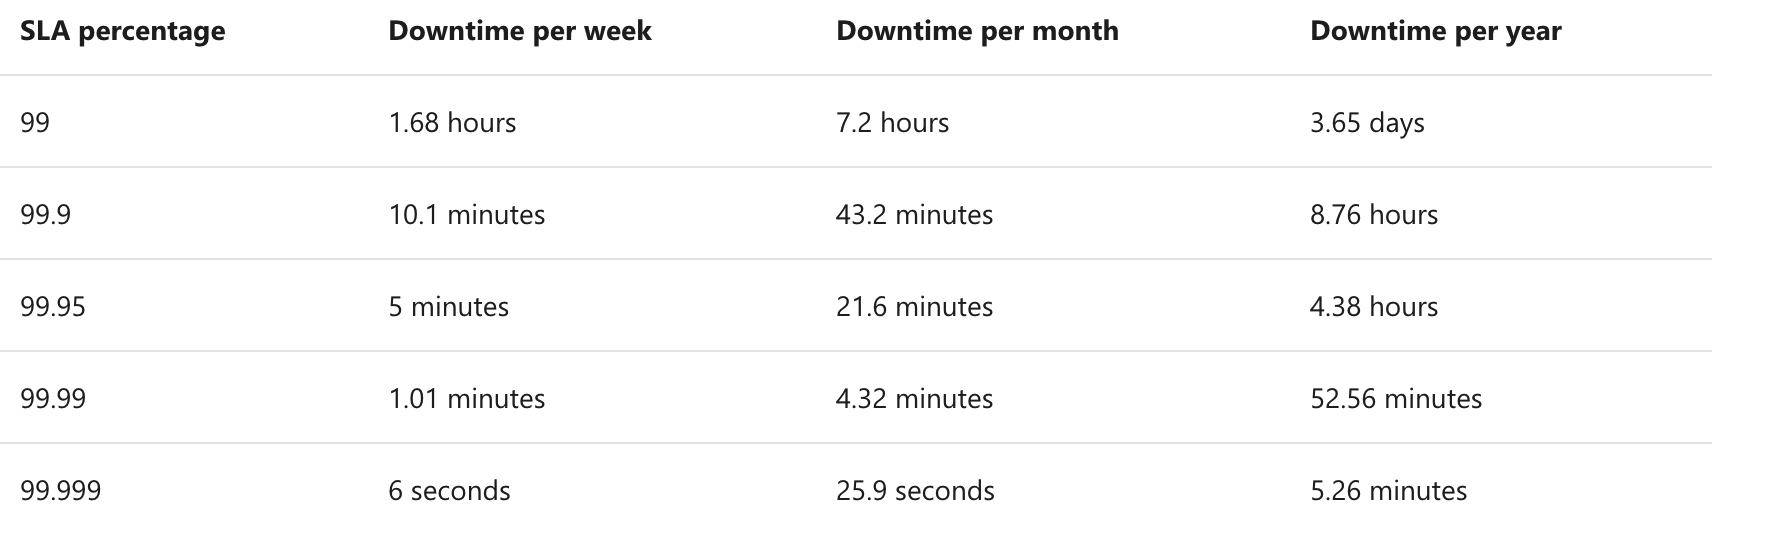 SLA percentage Downtime per week Downtime per month Downtime per year
99 1.68 hours 7.2 hours 3.65 days
99.9 10.1 minutes 43.2 minutes 8.76 hours
99.95 5 minutes 21.6 minutes 4.38 hours
99.99 1.01 minutes 4.32 minutes 52.56 minutes
99.999 6 seconds 25.9 seconds 5.26 minutes